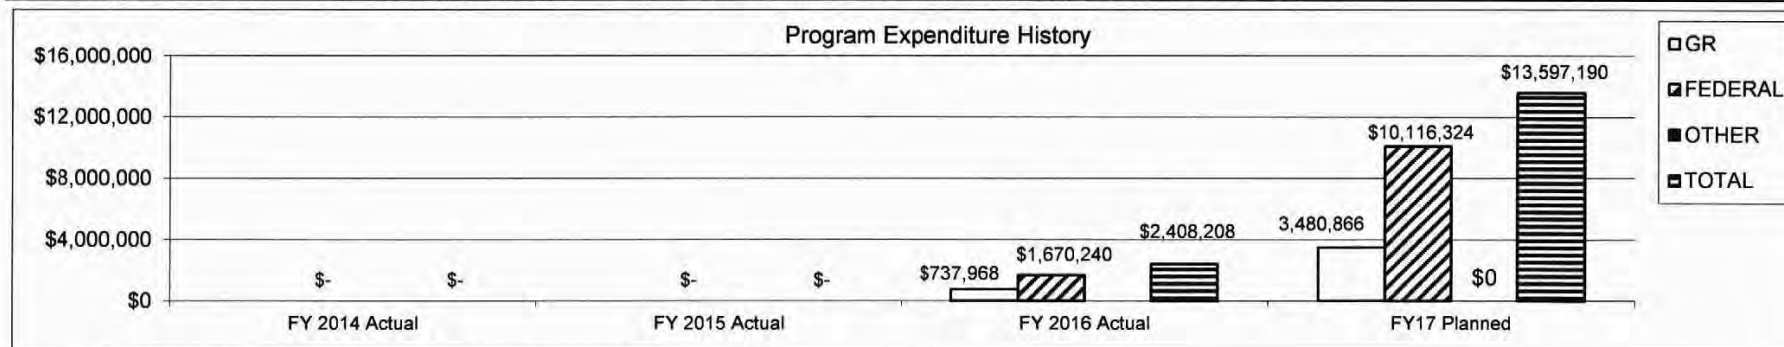 Program Expenditure History
$16,000,000
$12,000,000
$8,000,000
$4,000,000
$0
$- $- $- $- $737,968 $1,670,240 $2,408,208 3,480,866 $10,116,324 $0 $13,597,190
FY 2014 Actual FY 2015 Actual FY 2016 Actual FY17 Planned
GR
FEDERAL
OTHER
TOTAL